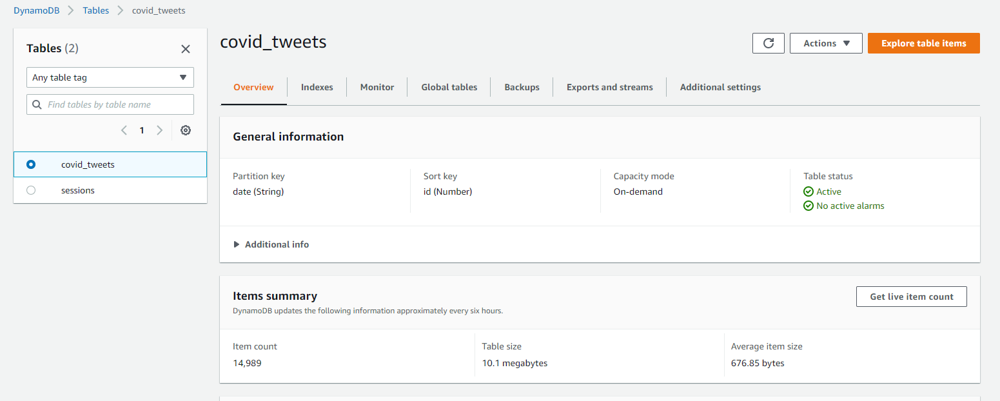 DynamoDB > Tables > covid_tweets
Tables (2)
Any table tag
Find tables by table name
1
covid_tweets
sessions
covid_tweets
Actions
Explore table items
Overview
Indexes
Monitor
Global tables
Backups
Exports and streams
Additional settings
General information
Partition key
date (String)
Sort key
id (Number)
Capacity mode
On-demand
Table status
Active
No active alarms
Additional info
Items summary
DynamoDB updates the following information approximately every six hours.
Get live item count
Item count
14,989
Table size
10.1 megabytes
Average item size
676.85 bytes